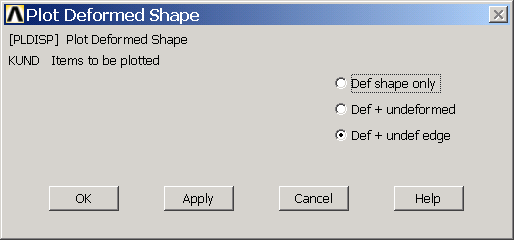 Plot Deformed Shape
[PLDISP] Plot Deformed Shape
KUND Items to be plotted
Def shape only
Def + undeformed
Def + undef edge
OK Apply Cancel Help